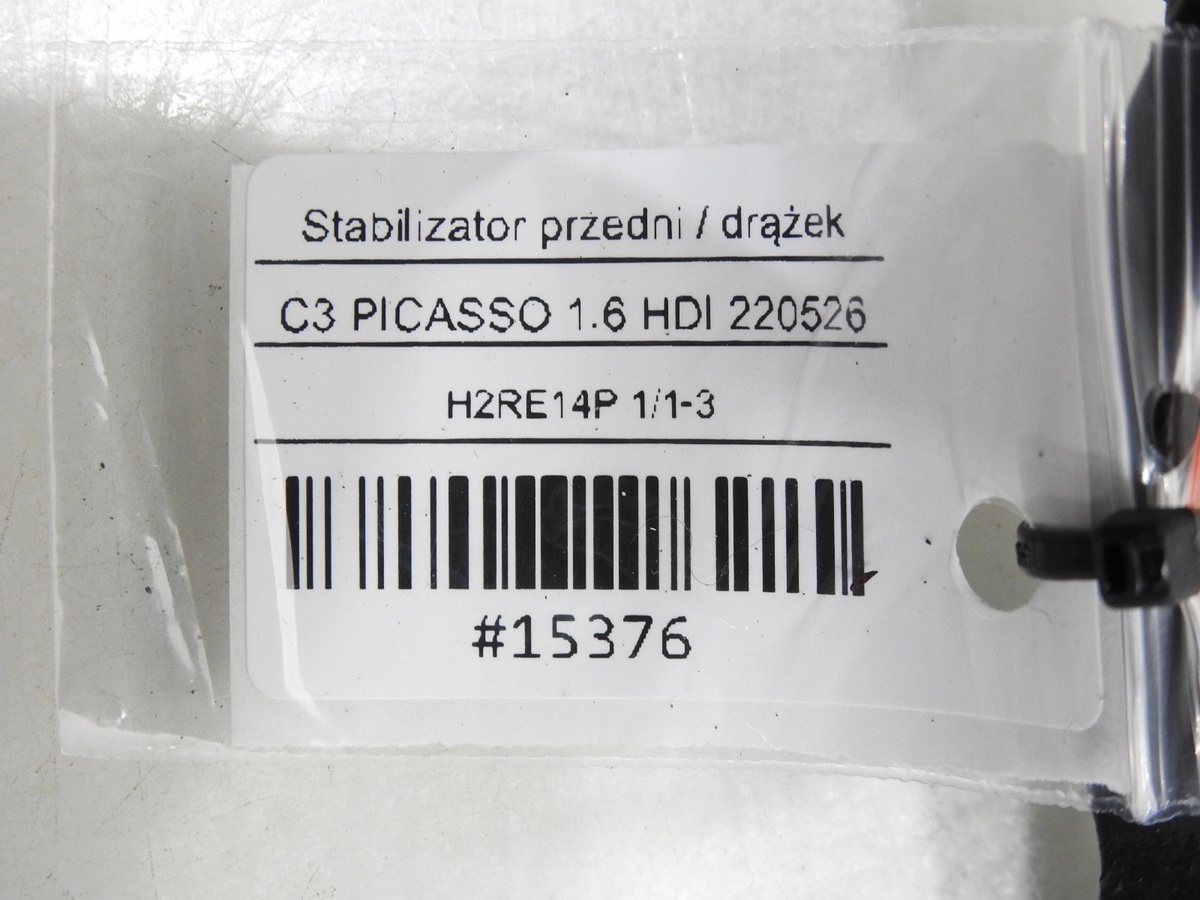 Stabilizator przedni / drążek
C3 PICASSO 1.6 HDI 220526
H2RE14P 1/1-3
#15376